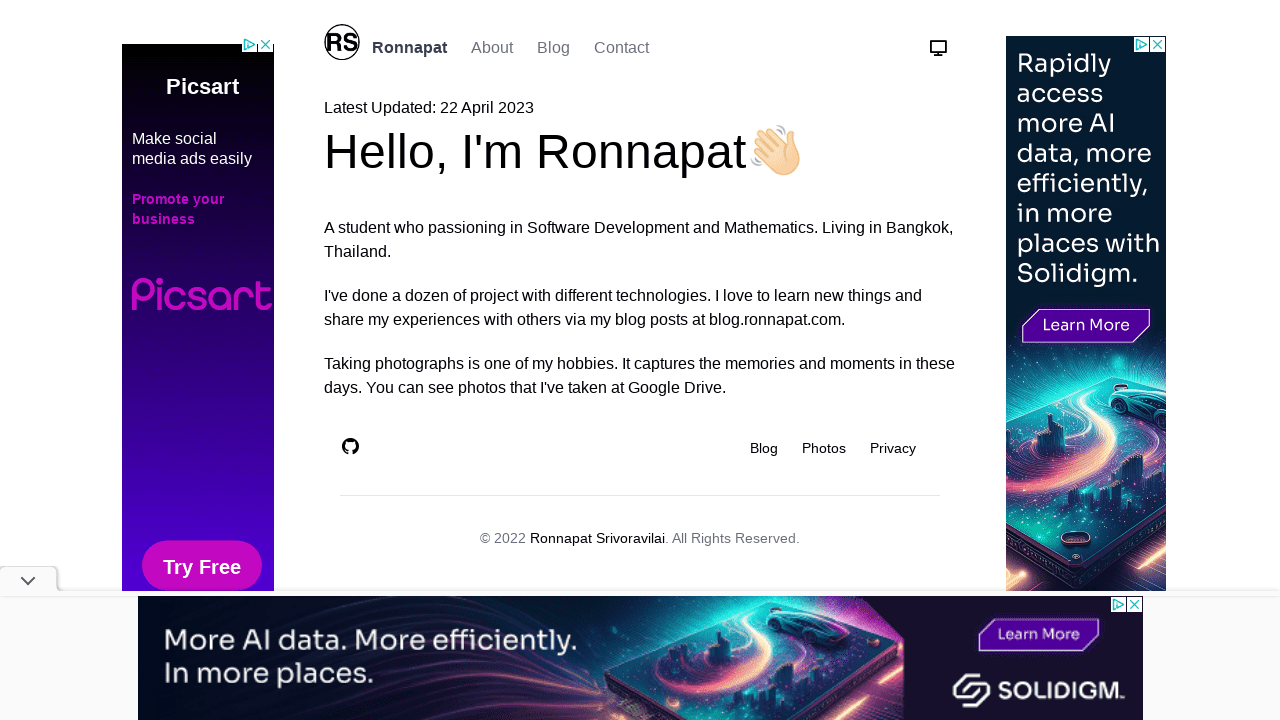 RS
Ronnapat
About
Blog
Contact
Latest Updated: 22 April 2023
Hello, I'm Ronnapat👋🏻
A student who passioning in Software Development and Mathematics. Living in Bangkok,
Thailand.
I've done a dozen of project with different technologies. I love to learn new things and
share my experiences with others via my blog posts at blog.ronnapat.com.
Taking photographs is one of my hobbies. It captures the memories and moments in these
days. You can see photos that I've taken at Google Drive.
Blog
Photos
Privacy
© 2022 Ronnapat Srivoravilai. All Rights Reserved.
Picsart
Make social
media ads easily
Promote your
business
Picsart
Try Free
Rapidly
access
more AI
data, more
efficiently,
in more
places with
Solidigm.
Learn More
More AI data. More efficiently.
In more places.
Learn More
SOLIDIGM